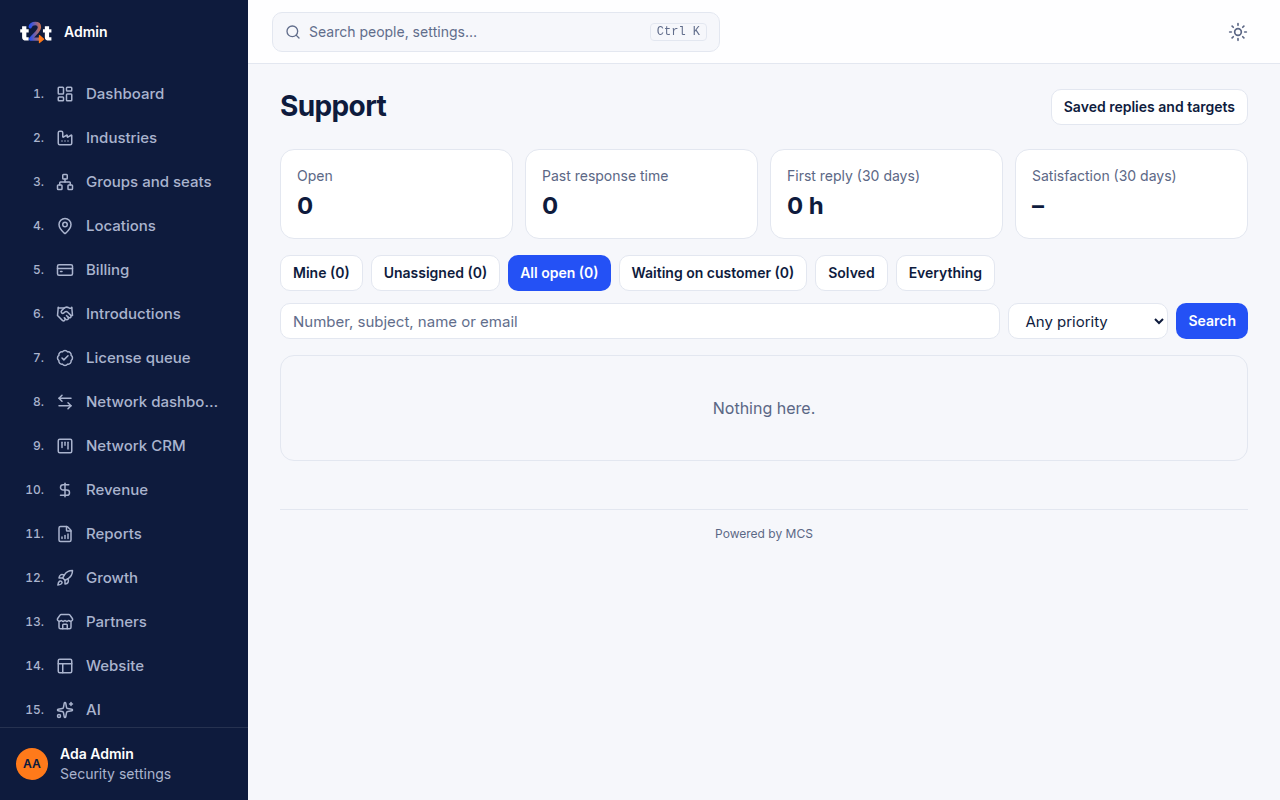 t2t Admin
Search people, settings... Ctrl K
1. Dashboard
2. Industries
3. Groups and seats
4. Locations
5. Billing
6. Introductions
7. License queue
8. Network dashbo...
9. Network CRM
10. Revenue
11. Reports
12. Growth
13. Partners
14. Website
15. AI
AA Ada Admin
Security settings
Support
Saved replies and targets
Open
0
Past response time
0
First reply (30 days)
0 h
Satisfaction (30 days)
–
Mine (0) Unassigned (0) All open (0) Waiting on customer (0) Solved Everything
Number, subject, name or email Any priority Search
Nothing here.
Powered by MCS